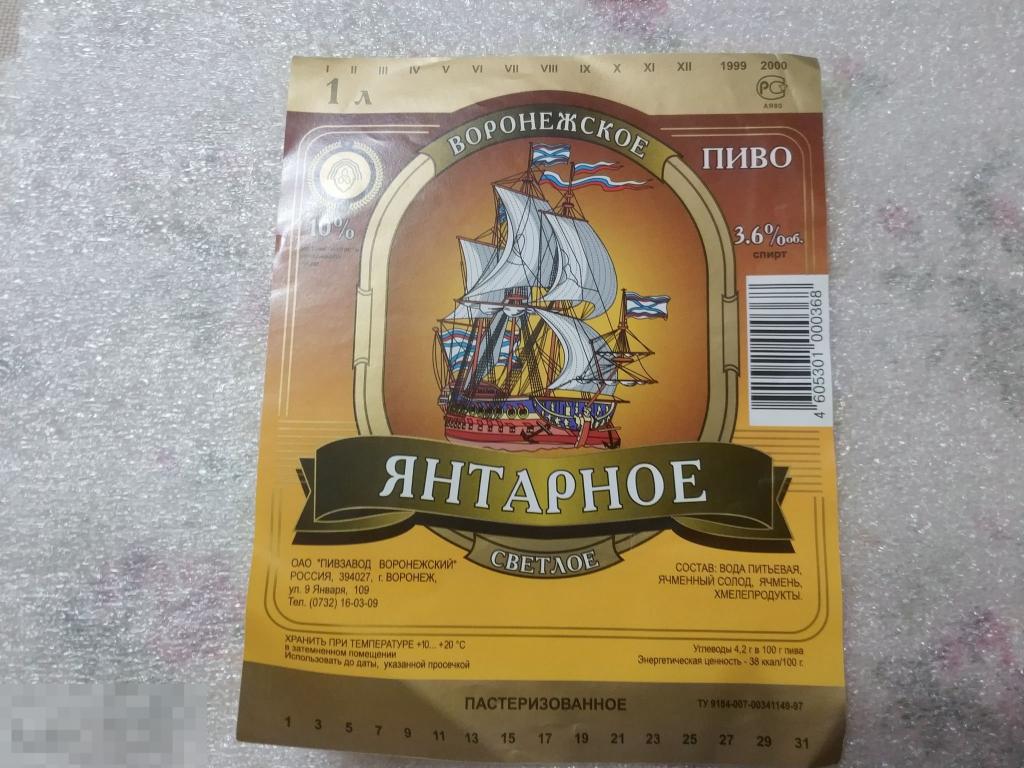 I II III IV V VI VII VIII IX X XI XII 1999 2000
1 л
РС
АЯ80
ВОРОНЕЖСКОЕ
ПИВО
10%
3.6%об.
спирт
4 605301 000368
ЯНТАРНОЕ
СВЕТЛОЕ
ОАО "ПИВЗАВОД ВОРОНЕЖСКИЙ"
РОССИЯ, 394027, г. ВОРОНЕЖ,
ул. 9 Января, 109
Тел. (0732) 16-03-09
СОСТАВ: ВОДА ПИТЬЕВАЯ,
ЯЧМЕННЫЙ СОЛОД, ЯЧМЕНЬ,
ХМЕЛЕПРОДУКТЫ.
ХРАНИТЬ ПРИ ТЕМПЕРАТУРЕ +10... +20 °С
в затемненном помещении
Использовать до даты, указанной просечкой
Углеводы 4,2 г в 100 г пива
Энергетическая ценность - 38 ккал/100 г.
ПАСТЕРИЗОВАННОЕ
ТУ 9184-007-00341149-97
1 3 5 7 9 11 13 15 17 19 21 23 25 27 29 31